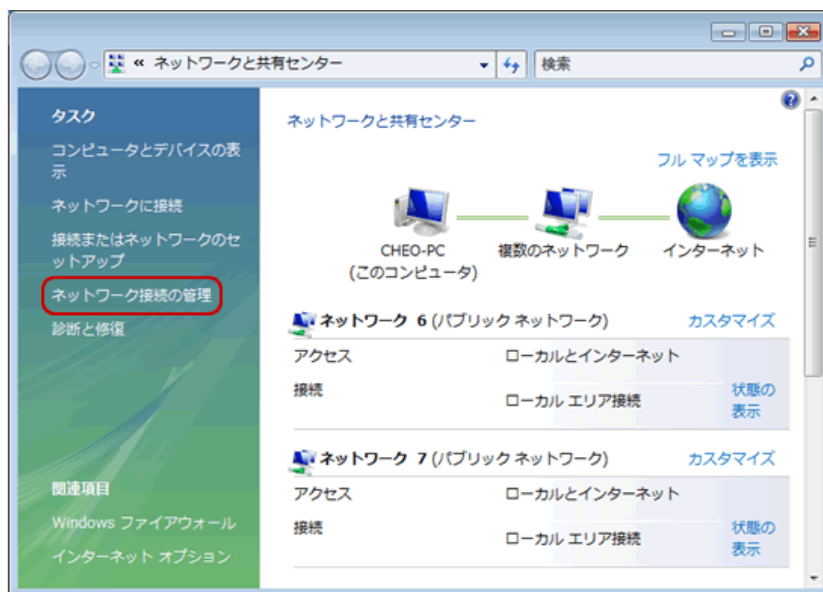 « ネットワークと共有センター
検索
タスク
コンピュータとデバイスの表
示
ネットワークに接続
接続またはネットワークのセ
ットアップ
ネットワーク接続の管理
診断と修復
関連項目
Windows ファイアウォール
インターネット オプション
ネットワークと共有センター
フル マップを表示
CHEO-PC
(このコンピュータ)
複数のネットワーク
インターネット
ネットワーク 6 (パブリック ネットワーク)
カスタマイズ
アクセス
ローカルとインターネット
接続
ローカル エリア接続
状態の
表示
ネットワーク 7 (パブリック ネットワーク)
カスタマイズ
アクセス
ローカルとインターネット
接続
ローカル エリア接続
状態の
表示